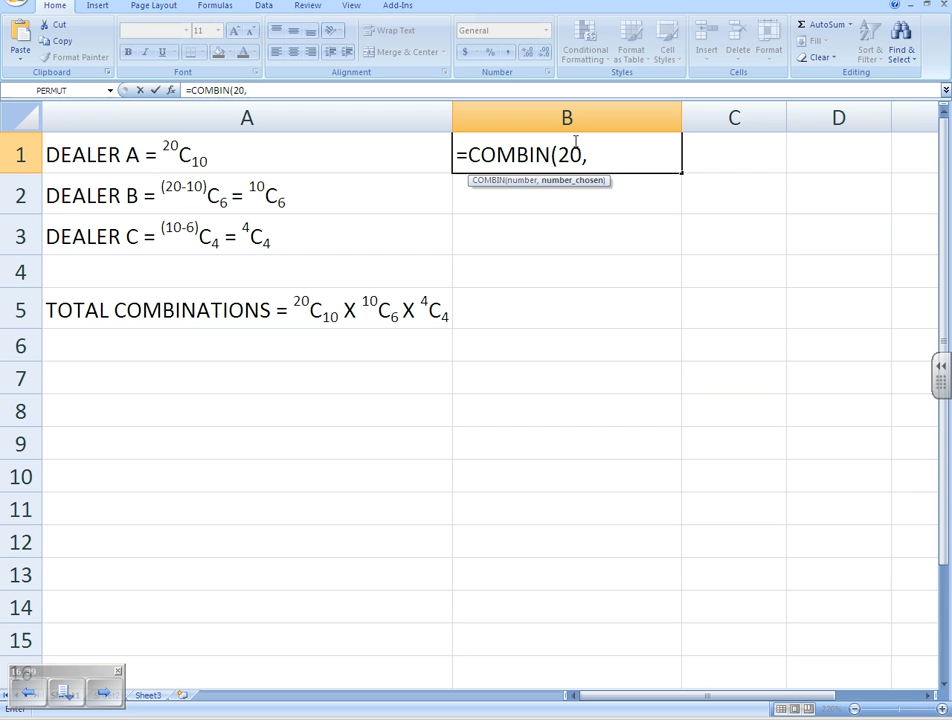 Home Insert Page Layout Formulas Data Review View Add-Ins
Paste Cut Copy Format Painter
Clipboard
11 A A
B I U A
Font
Wrap Text
Merge & Center
Alignment
General
$ % ,
Number
Conditional Formatting Format as Table Cell Styles
Styles
Insert Delete Format
Cells
Σ AutoSum Fill Clear Sort & Filter Find & Select
Editing
PERMUT fx =COMBIN(20,
A B C D
1 DEALER A = ²⁰C₁₀ =COMBIN(20,
COMBIN(number, number_chosen)
2 DEALER B = ⁽²⁰⁻¹⁰⁾C₆ = ¹⁰C₆
3 DEALER C = ⁽¹⁰⁻⁶⁾C₄ = ⁴C₄
4
5 TOTAL COMBINATIONS = ²⁰C₁₀ X ¹⁰C₆ X ⁴C₄
6
7
8
9
10
11
12
13
14
15
16
Sheet3
Enter 220%